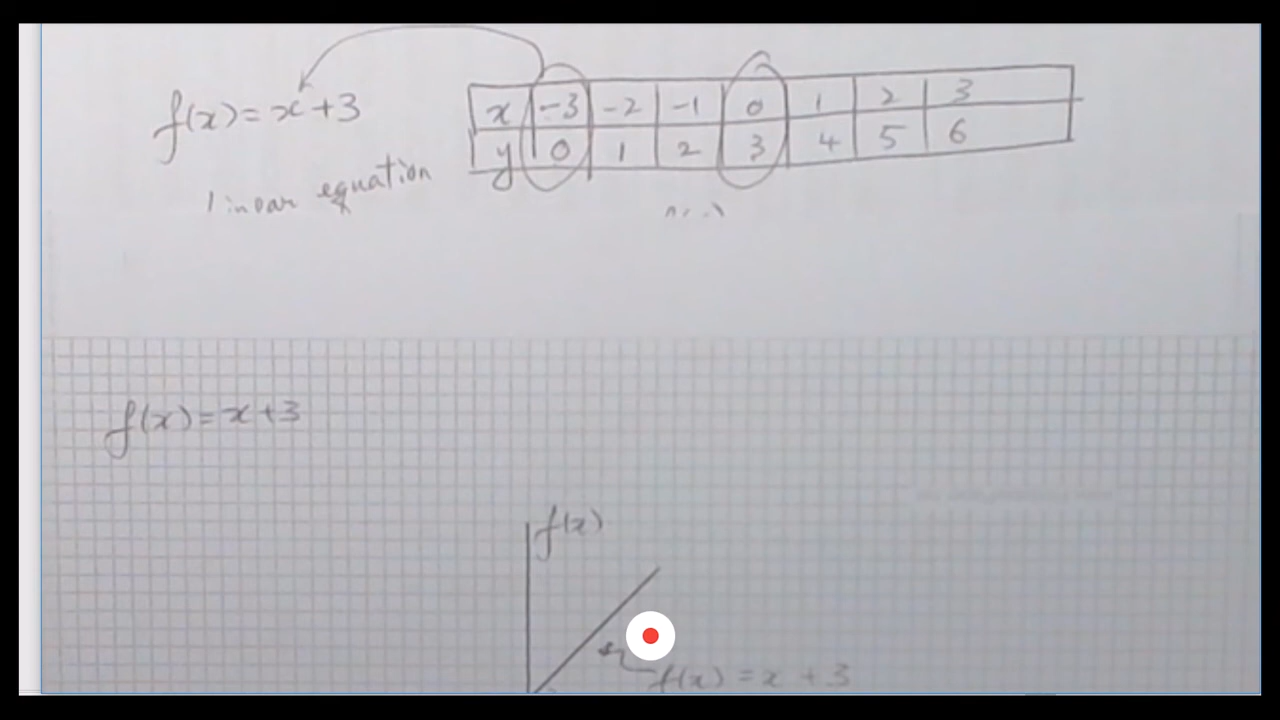 f(x) = x + 3
linear equation
x -3 -2 -1 0 1 2 3
y 0 1 2 3 4 5 6
f(x) = x + 3
f(x)
f(x) = x + 3